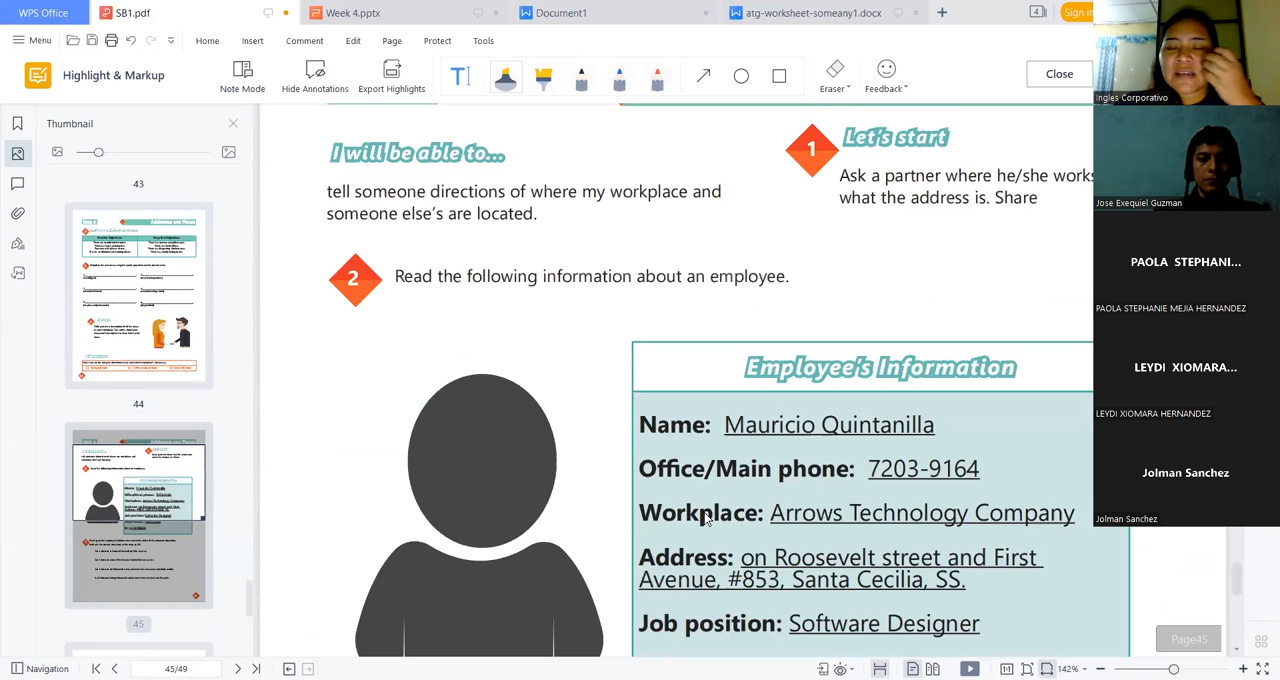 WPS Office
SB1.pdf
Week 4.pptx
Document1
atg-worksheet-someany1.docx
4
Sign in
Menu
Home
Insert
Comment
Edit
Page
Protect
Tools
Highlight & Markup
Note Mode
Hide Annotations
Export Highlights
Eraser
Feedback
Close
Ingles Corporativo
Thumbnail
43
44
45
I will be able to...
tell someone directions of where my workplace and
someone else's are located.
1
Let's start
Ask a partner where he/she works
what the address is. Share
2
Read the following information about an employee.
Employee's Information
Name: Mauricio Quintanilla
Office/Main phone: 7203-9164
Workplace: Arrows Technology Company
Address: on Roosevelt street and First
Avenue, #853, Santa Cecilia, SS.
Job position: Software Designer
Page45
Jose Exequiel Guzman
PAOLA STEPHANI...
PAOLA STEPHANIE MEJIA HERNANDEZ
LEYDI XIOMARA...
LEYDI XIOMARA HERNANDEZ
Jolman Sanchez
Jolman Sanchez
Navigation
45/49
142%